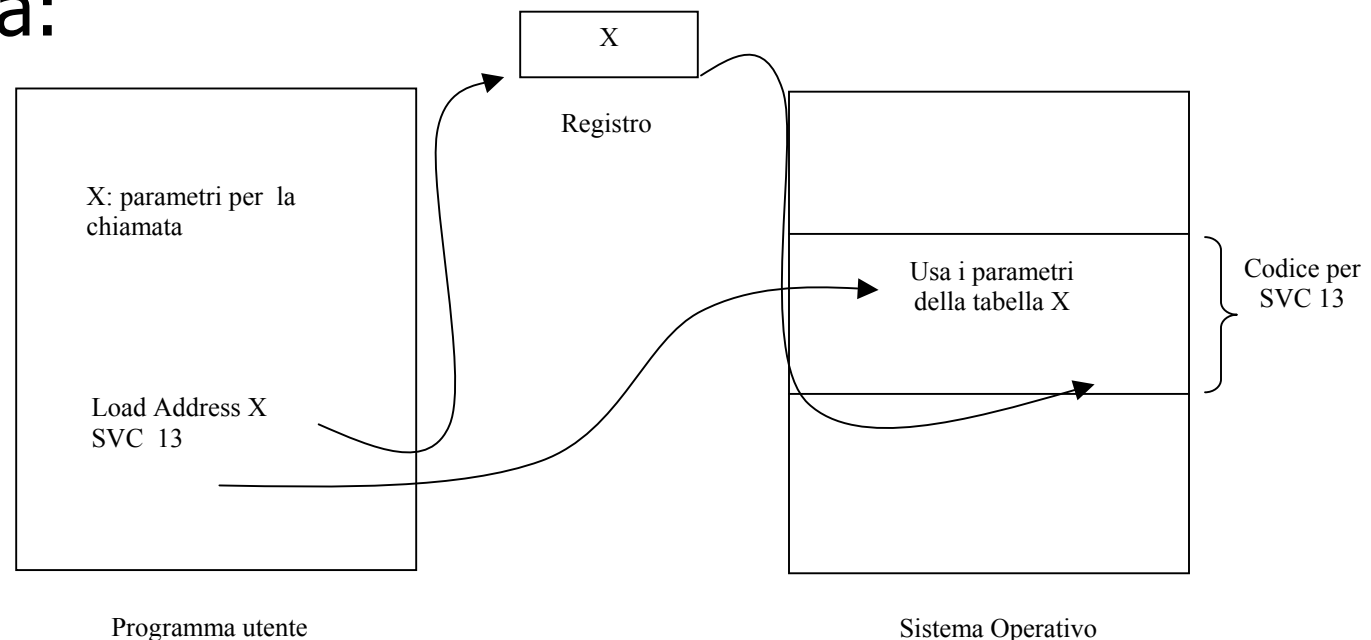 a:
X
Registro
X: parametri per la
chiamata
Load Address X
SVC 13
Usa i parametri
della tabella X
Codice per
SVC 13
Programma utente
Sistema Operativo